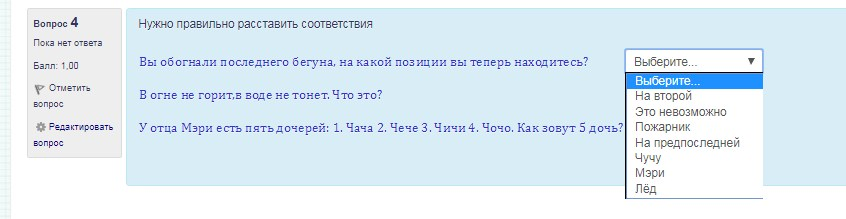 Вопрос 4
Пока нет ответа
Балл: 1,00
Отметить
вопрос
Редактировать
вопрос
Нужно правильно расставить соответствия
Вы обогнали последнего бегуна, на какой позиции вы теперь находитесь?
В огне не горит,в воде не тонет. Что это?
У отца Мэри есть пять дочерей: 1. Чача 2. Чече 3. Чичи 4. Чочо. Как зовут 5 дочь?
Выберите...
Выберите...
На второй
Это невозможно
Пожарник
На предпоследней
Чучу
Мэри
Лёд